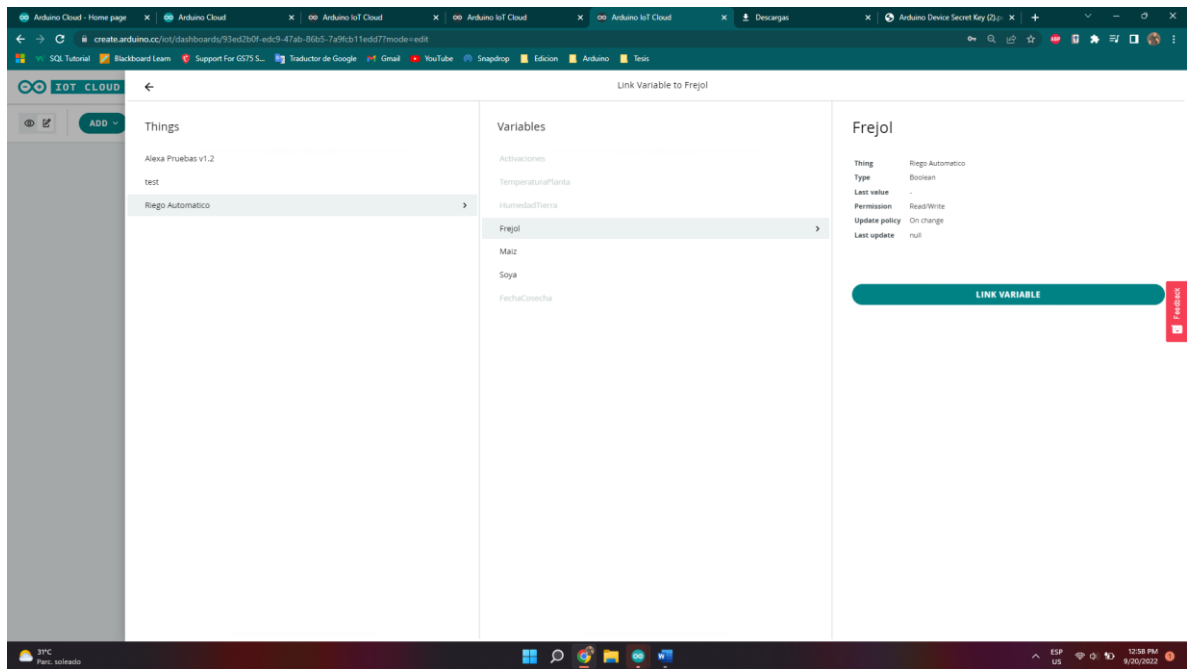 Arduino Cloud - Home page
Arduino Cloud
Arduino IoT Cloud
Arduino IoT Cloud
Arduino IoT Cloud
Descargas
Arduino Device Secret Key (2).p
create.arduino.cc/iot/dashboards/93ed2b0f-edc9-47ab-86b5-7a9fcb11edd7?mode=edit
SQL Tutorial
Blackboard Learn
Support For GS75 S...
Traductor de Google
Gmail
YouTube
Snapdrop
Edicion
Arduino
Tesis
IOT CLOUD
Link Variable to Frejol
ADD
Things
Alexa Pruebas v1.2
test
Riego Automatico
Variables
Activaciones
TemperaturaPlanta
HumedadTierra
Frejol
Maiz
Soya
FechaCosecha
Frejol
Thing Riego Automatico
Type Boolean
Last value -
Permission Read/Write
Update policy On change
Last update null
LINK VARIABLE
Feedback
31°C
Parc. soleado
ESP
US
12:58 PM
9/20/2022